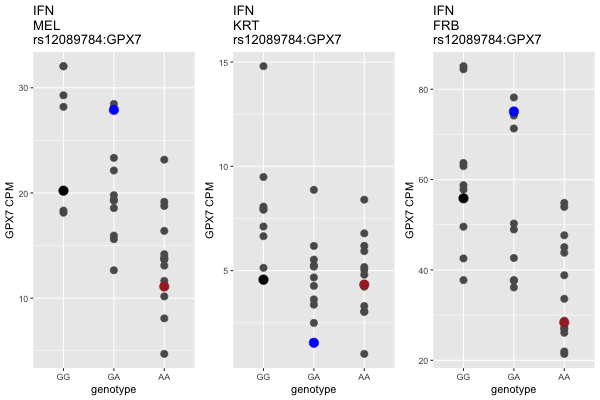 IFN
MEL
rs12089784:GPX7
30
20
10
GPX7 CPM
GG
GA
AA
genotype
IFN
KRT
rs12089784:GPX7
15
10
5
GPX7 CPM
GG
GA
AA
genotype
IFN
FRB
rs12089784:GPX7
80
60
40
20
GPX7 CPM
GG
GA
AA
genotype